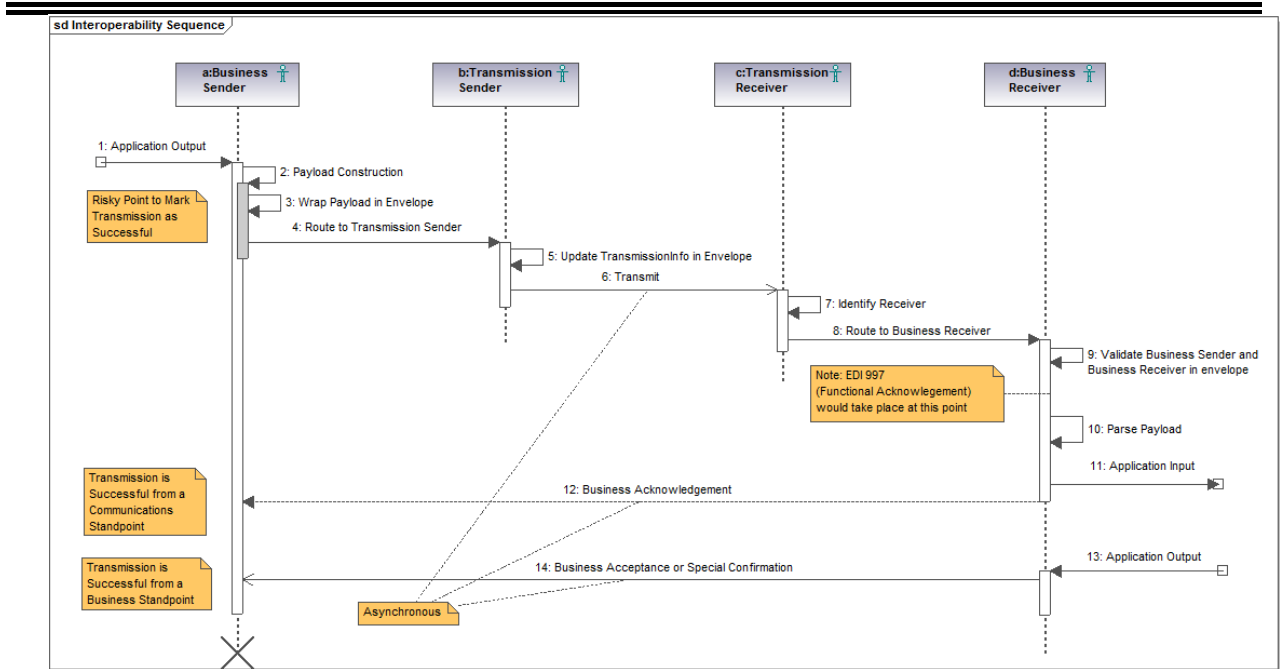 sd Interoperability Sequence
a:Business
Sender
b:Transmission
Sender
c:Transmission
Receiver
d:Business
Receiver
1: Application Output
2: Payload Construction
Risky Point to Mark
Transmission as
Successful
3: Wrap Payload in Envelope
4: Route to Transmission Sender
5: Update TransmissionInfo in Envelope
6: Transmit
7: Identify Receiver
8: Route to Business Receiver
9: Validate Business Sender and
Business Receiver in envelope
Note: EDI 997
(Functional Acknowlegement)
would take place at this point
10: Parse Payload
11: Application Input
Transmission is
Successful from a
Communications
Standpoint
12: Business Acknowledgement
13: Application Output
Transmission is
Successful from a
Business Standpoint
14: Business Acceptance or Special Confirmation
Asynchronous